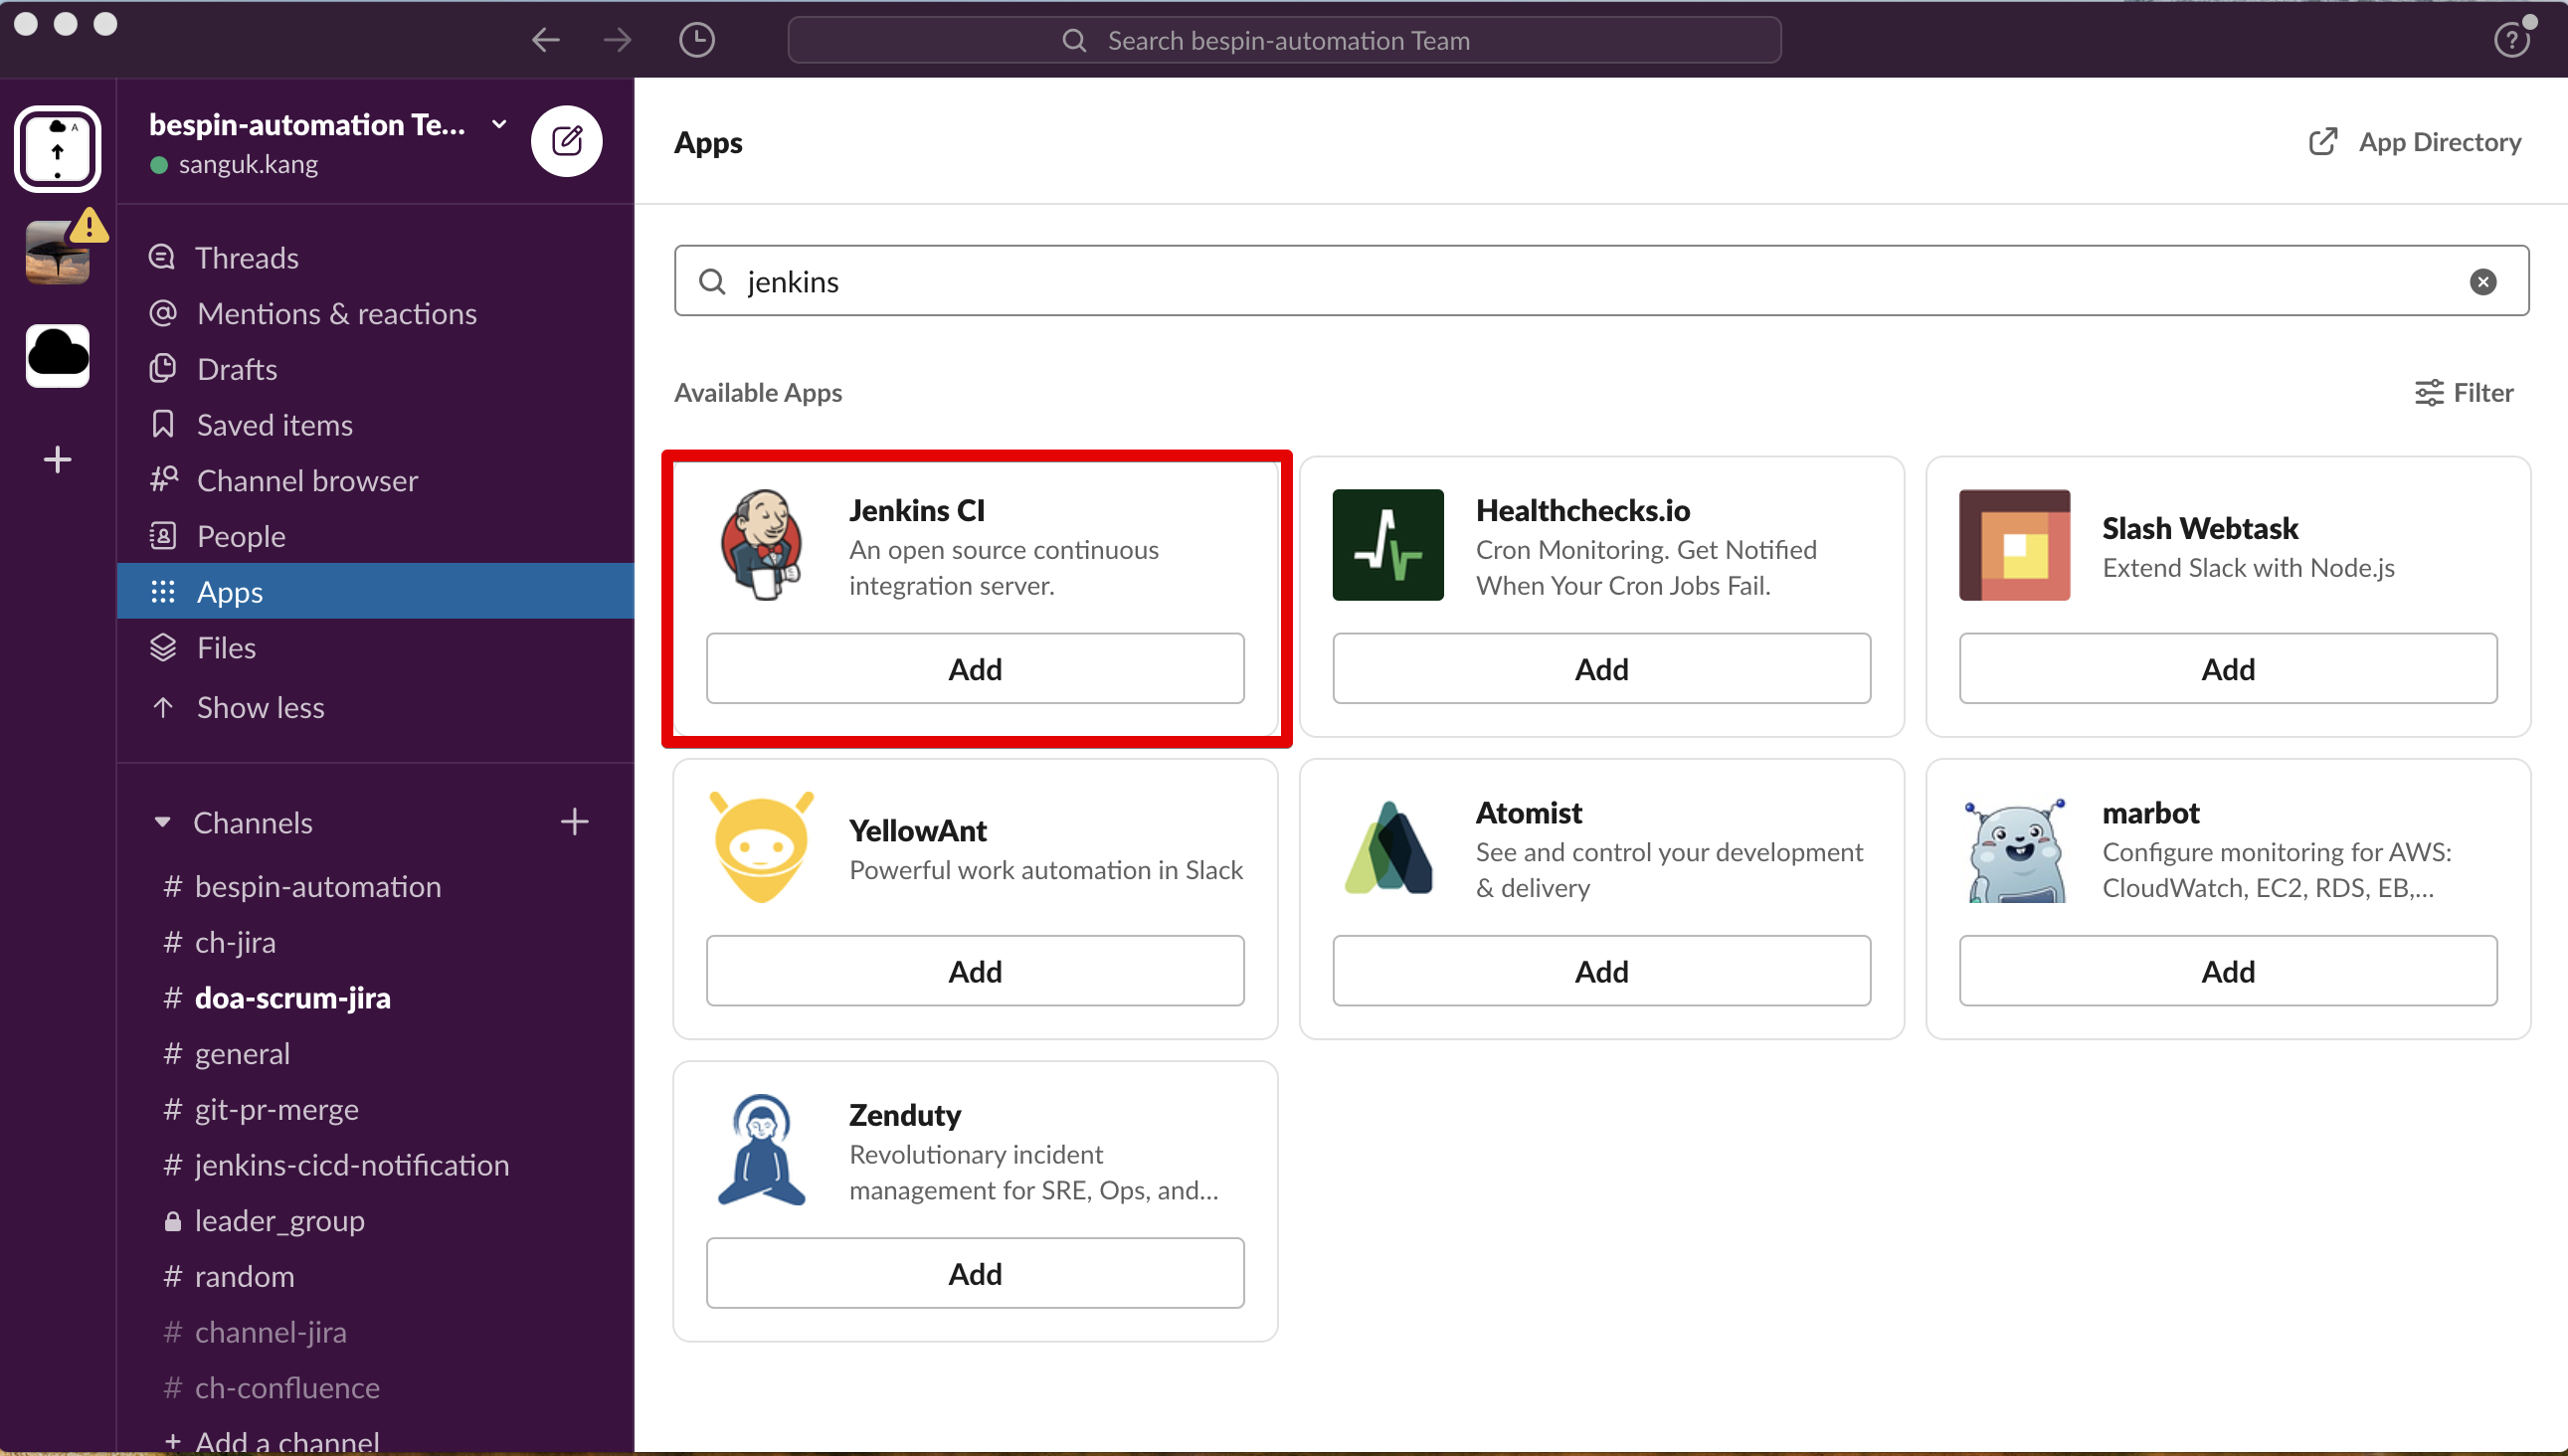 Search bespin-automation Team
bespin-automation Te...
sanguk.kang
Threads
Mentions & reactions
Drafts
Saved items
Channel browser
People
Apps
Files
Show less
Channels
# bespin-automation
# ch-jira
# doa-scrum-jira
# general
# git-pr-merge
# jenkins-cicd-notification
leader_group
# random
# channel-jira
# ch-confluence
+ Add a channel
Apps
App Directory
jenkins
Available Apps
Filter
Jenkins CI
An open source continuous
integration server.
Add
Healthchecks.io
Cron Monitoring. Get Notified
When Your Cron Jobs Fail.
Add
Slash Webtask
Extend Slack with Node.js
Add
YellowAnt
Powerful work automation in Slack
Add
Atomist
See and control your development
& delivery
Add
marbot
Configure monitoring for AWS:
CloudWatch, EC2, RDS, EB,...
Add
Zenduty
Revolutionary incident
management for SRE, Ops, and...
Add